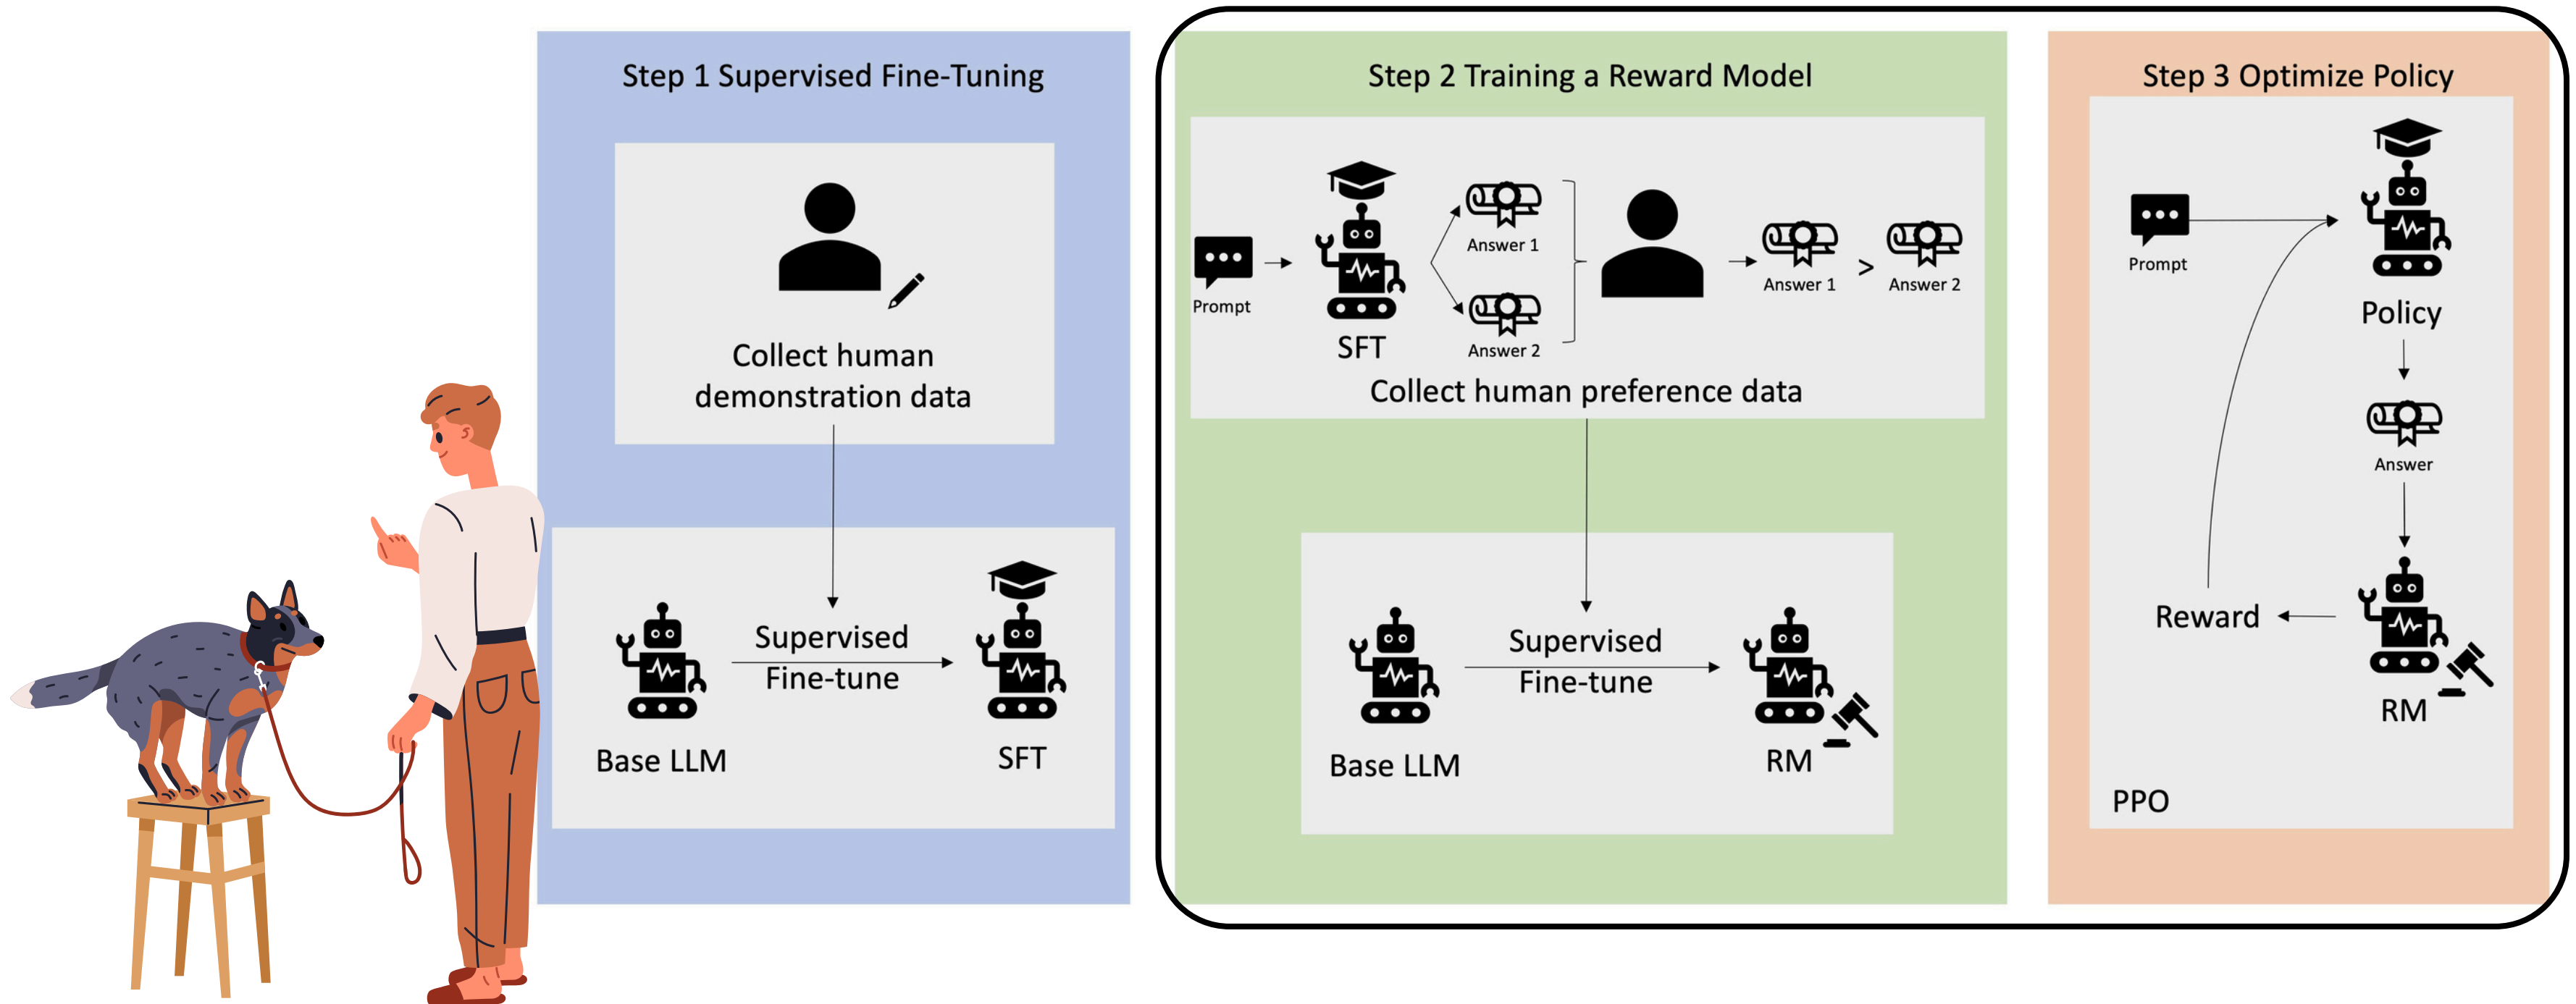 Step 1 Supervised Fine-Tuning
Collect human
demonstration data
Supervised
Fine-tune
Base LLM
SFT
Step 2 Training a Reward Model
Prompt
SFT
Answer 1
Answer 2
Answer 1
>
Answer 2
Collect human preference data
Supervised
Fine-tune
Base LLM
RM
Step 3 Optimize Policy
Prompt
Policy
Answer
Reward
RM
PPO